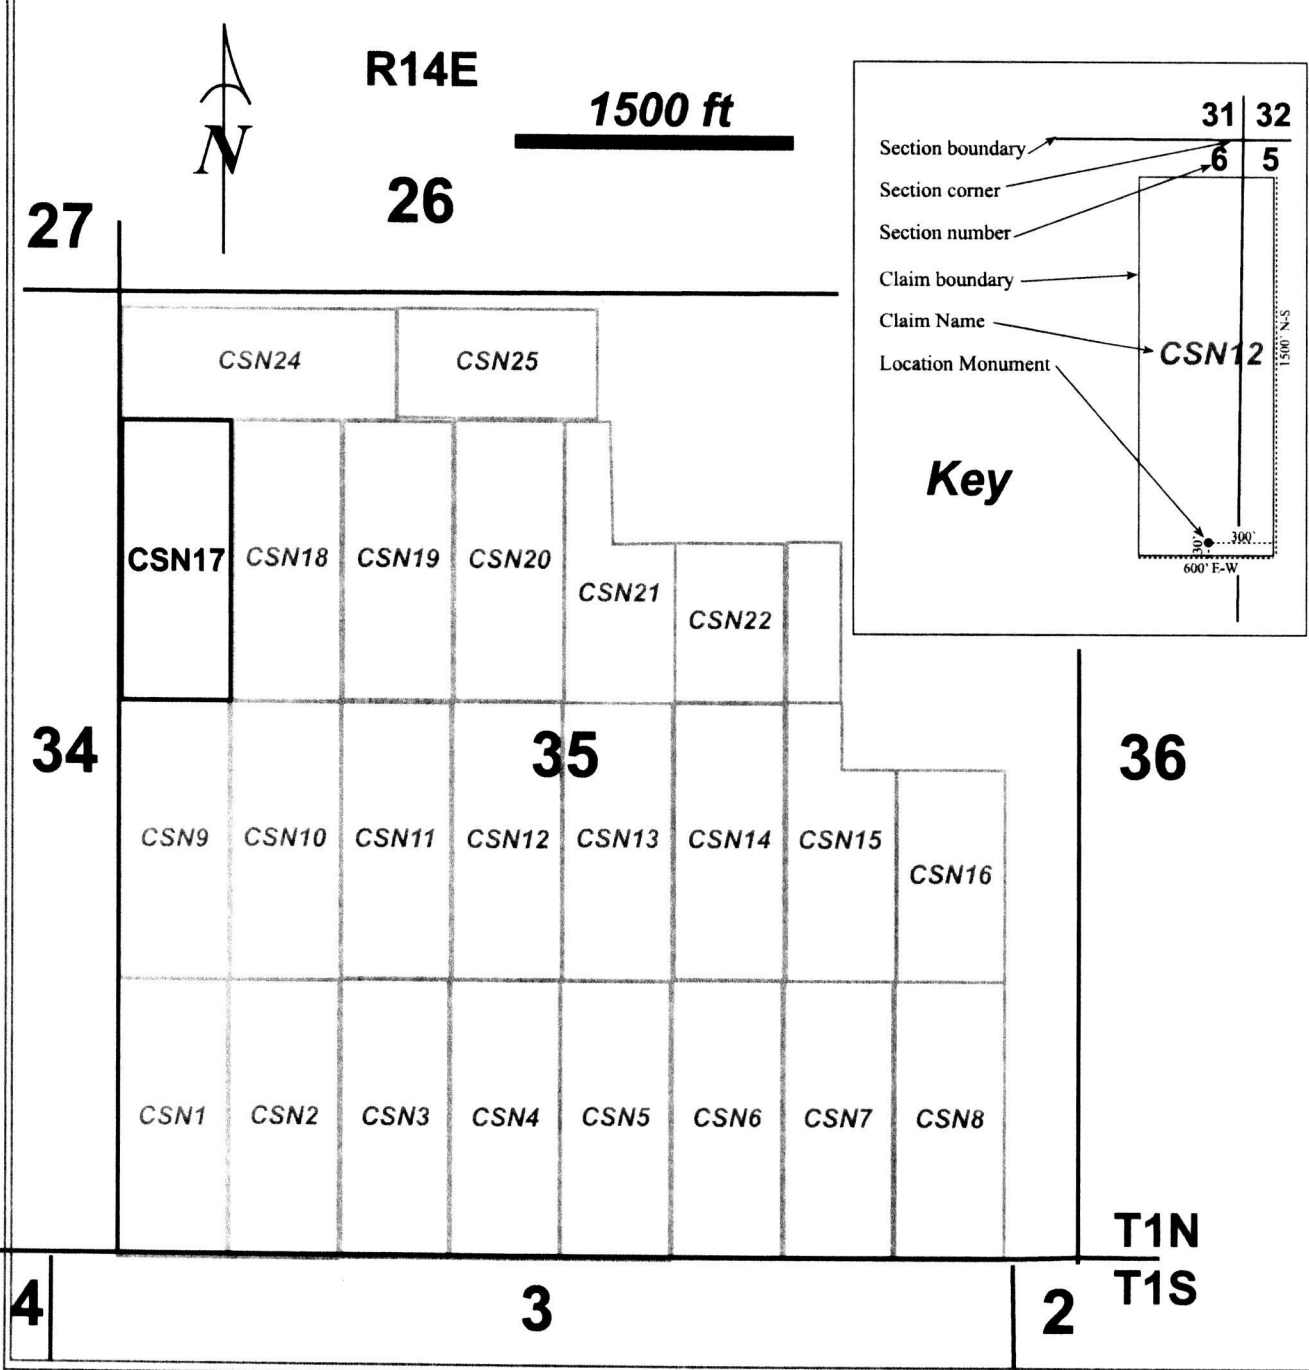 R14E
1500 ft
N
27
26
31 32
6 5
Section boundary
Section corner
Section number
Claim boundary
Claim Name
Location Monument
CSN12
1500' N-S
Key
30'
300'
600' E-W
CSN24
CSN25
CSN17
CSN18
CSN19
CSN20
CSN21
CSN22
34
35
36
CSN9
CSN10
CSN11
CSN12
CSN13
CSN14
CSN15
CSN16
CSN1
CSN2
CSN3
CSN4
CSN5
CSN6
CSN7
CSN8
T1N
T1S
4
3
2